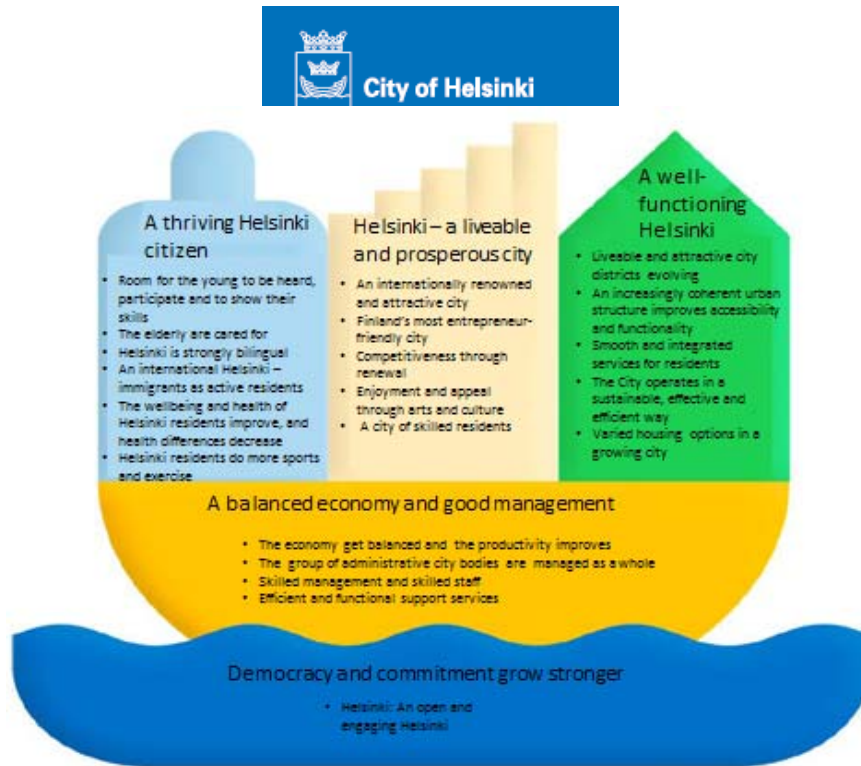 City of Helsinki
A thriving Helsinki
citizen
• Room for the young to be heard,
participate and to show their
skills
• The elderly are cared for
• Helsinki is strongly bilingual
• An international Helsinki –
immigrants as active residents
• The wellbeing and health of
Helsinki residents improve, and
health differences decrease
• Helsinki residents do more sports
and exercise
Helsinki – a liveable
and prosperous city
• An internationally renowned
and attractive city
• Finland's most entrepreneur-
friendly city
• Competitiveness through
renewal
• Enjoyment and appeal
through arts and culture
• A city of skilled residents
A well-
functioning
Helsinki
• Liveable and attractive city
districts evolving
• An increasingly coherent urban
structure improves accessibility
and functionality
• Smooth and integrated
services for residents
• The City operates in a
sustainable, effective and
efficient way
• Varied housing options in a
growing city
A balanced economy and good management
• The economy get balanced and the productivity improves
• The group of administrative city bodies are managed as a whole
• Skilled management and skilled staff
• Efficient and functional support services
Democracy and commitment grow stronger
• Helsinki: An open and
engaging Helsinki